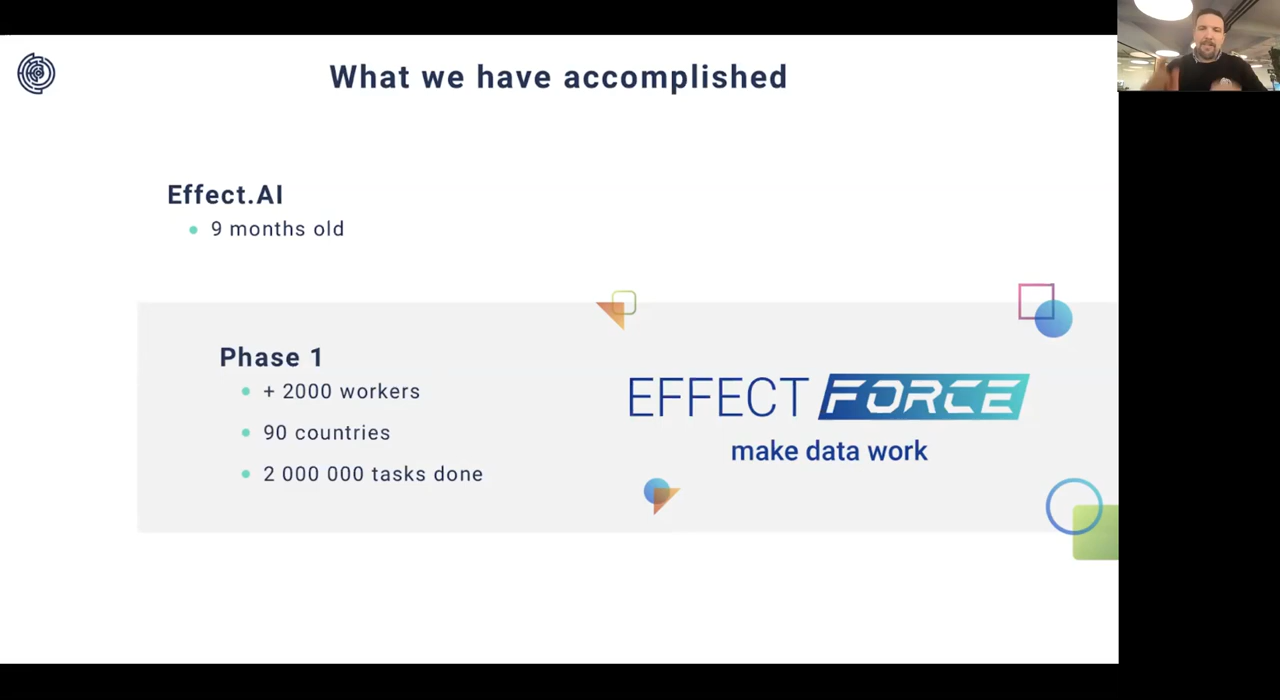 What we have accomplished
Effect.AI
9 months old
Phase 1
+ 2000 workers
90 countries
2 000 000 tasks done
EFFECT FORCE
make data work